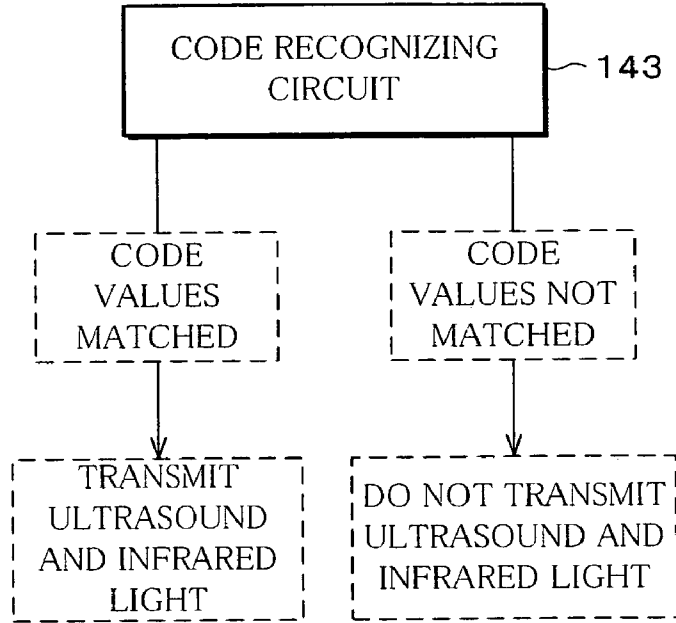 CODE RECOGNIZING
CIRCUIT
143
CODE
VALUES
MATCHED
CODE
VALUES NOT
MATCHED
TRANSMIT
ULTRASOUND
AND INFRARED
LIGHT
DO NOT TRANSMIT
ULTRASOUND AND
INFRARED LIGHT